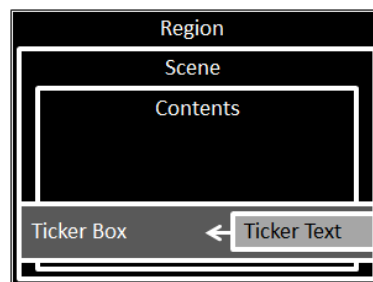 Region
Scene
Contents
Ticker Box
Ticker Text